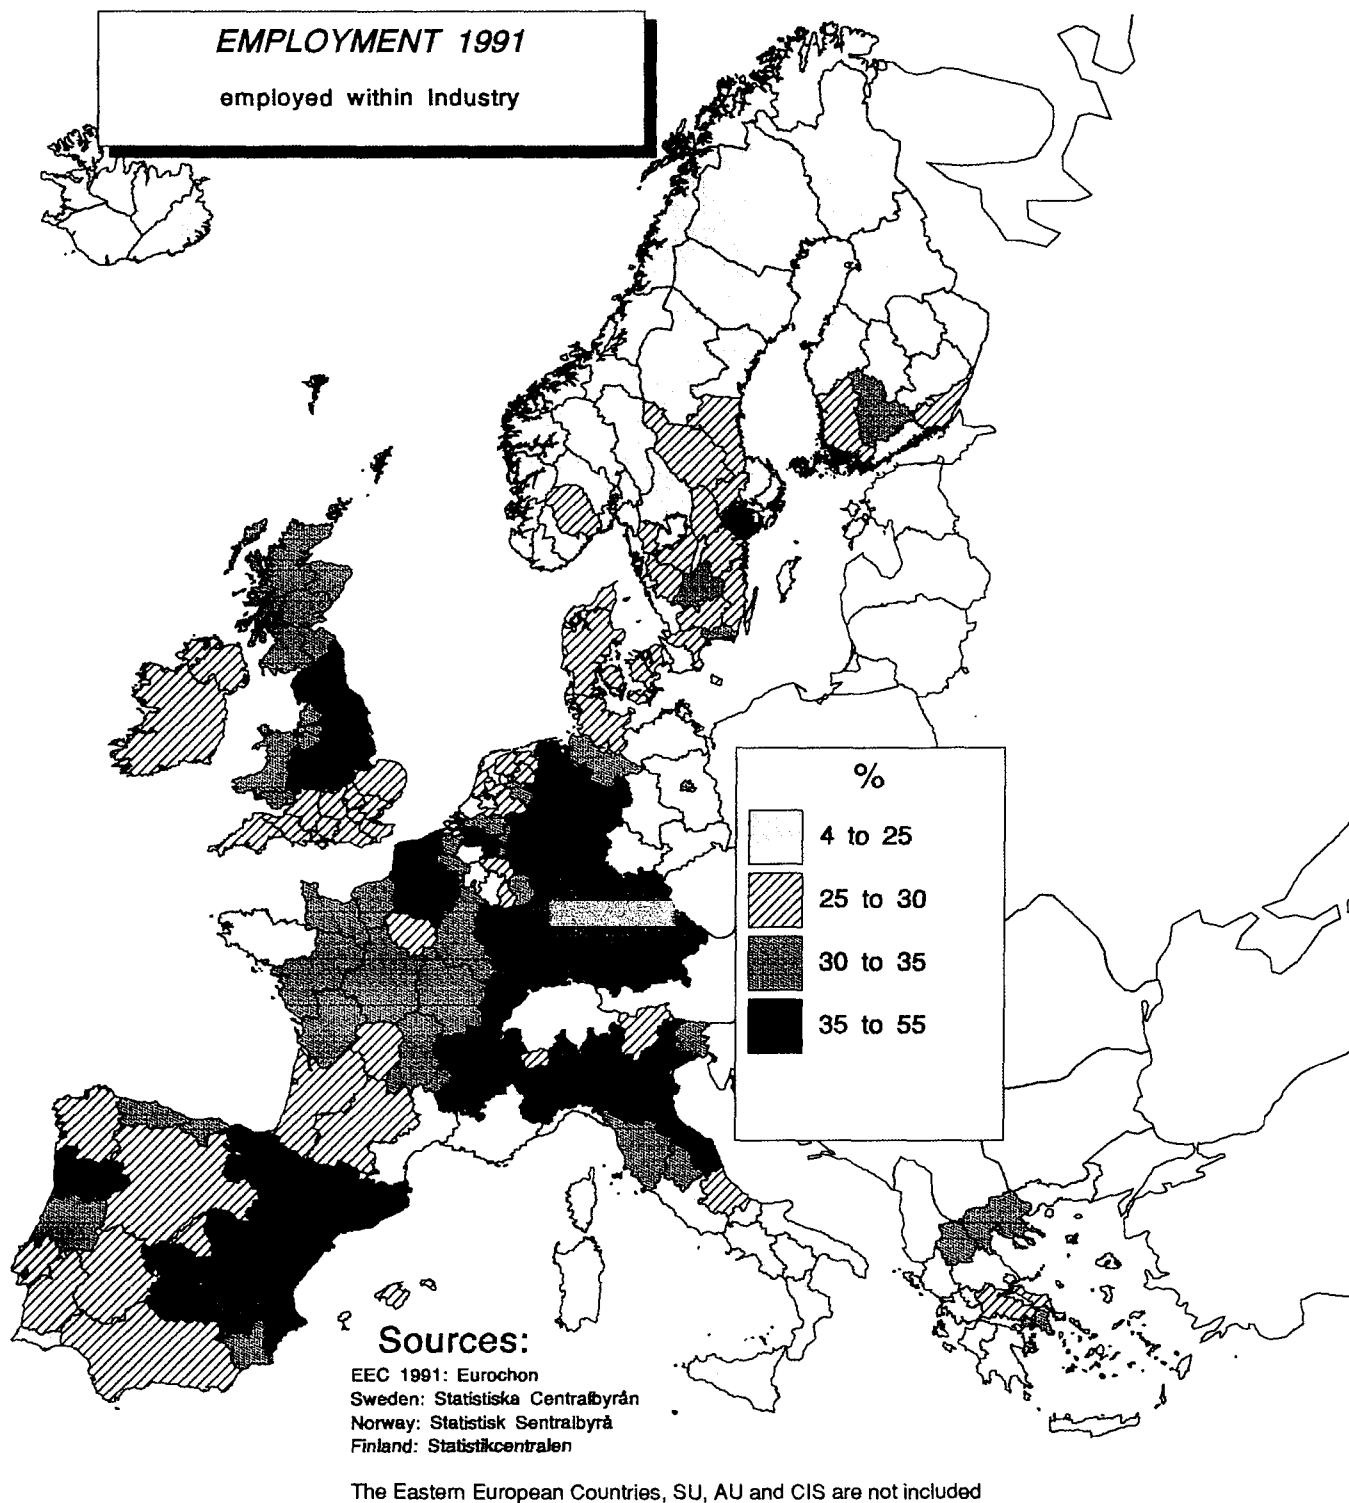 EMPLOYMENT 1991
employed within Industry
%
4 to 25
25 to 30
30 to 35
35 to 55
Sources:
EEC 1991: Eurochon
Sweden: Statistiska Centralbyrån
Norway: Statistisk Sentralbyrå
Finland: Statistikcentralen
The Eastern European Countries, SU, AU and CIS are not included